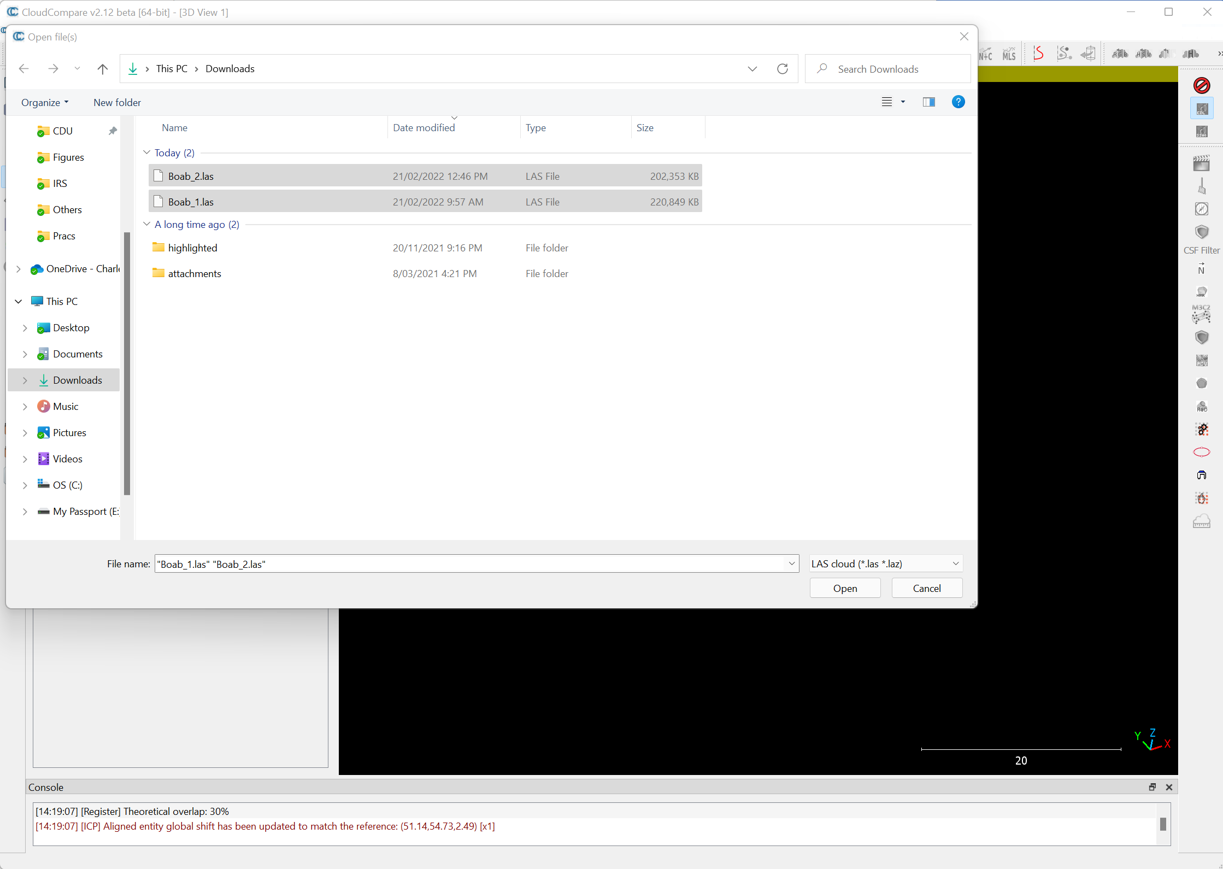 CloudCompare v2.12 beta [64-bit] - [3D View 1]
Open file(s)
This PC > Downloads
Search Downloads
Organize
New folder
CDU
Figures
IRS
Others
Pracs
OneDrive - Charle
This PC
Desktop
Documents
Downloads
Music
Pictures
Videos
OS (C:)
My Passport (E:
Name Date modified Type Size
Today (2)
Boab_2.las 21/02/2022 12:46 PM LAS File 202,353 KB
Boab_1.las 21/02/2022 9:57 AM LAS File 220,849 KB
A long time ago (2)
highlighted 20/11/2021 9:16 PM File folder
attachments 8/03/2021 4:21 PM File folder
File name: "Boab_1.las" "Boab_2.las"
LAS cloud (*.las *.laz)
Open Cancel
N+C MLS
CSF Filter
N
M3C2
Y Z X
20
Console
[14:19:07] [Register] Theoretical overlap: 30%
[14:19:07] [ICP] Aligned entity global shift has been updated to match the reference: (51.14,54.73,2.49) [x1]